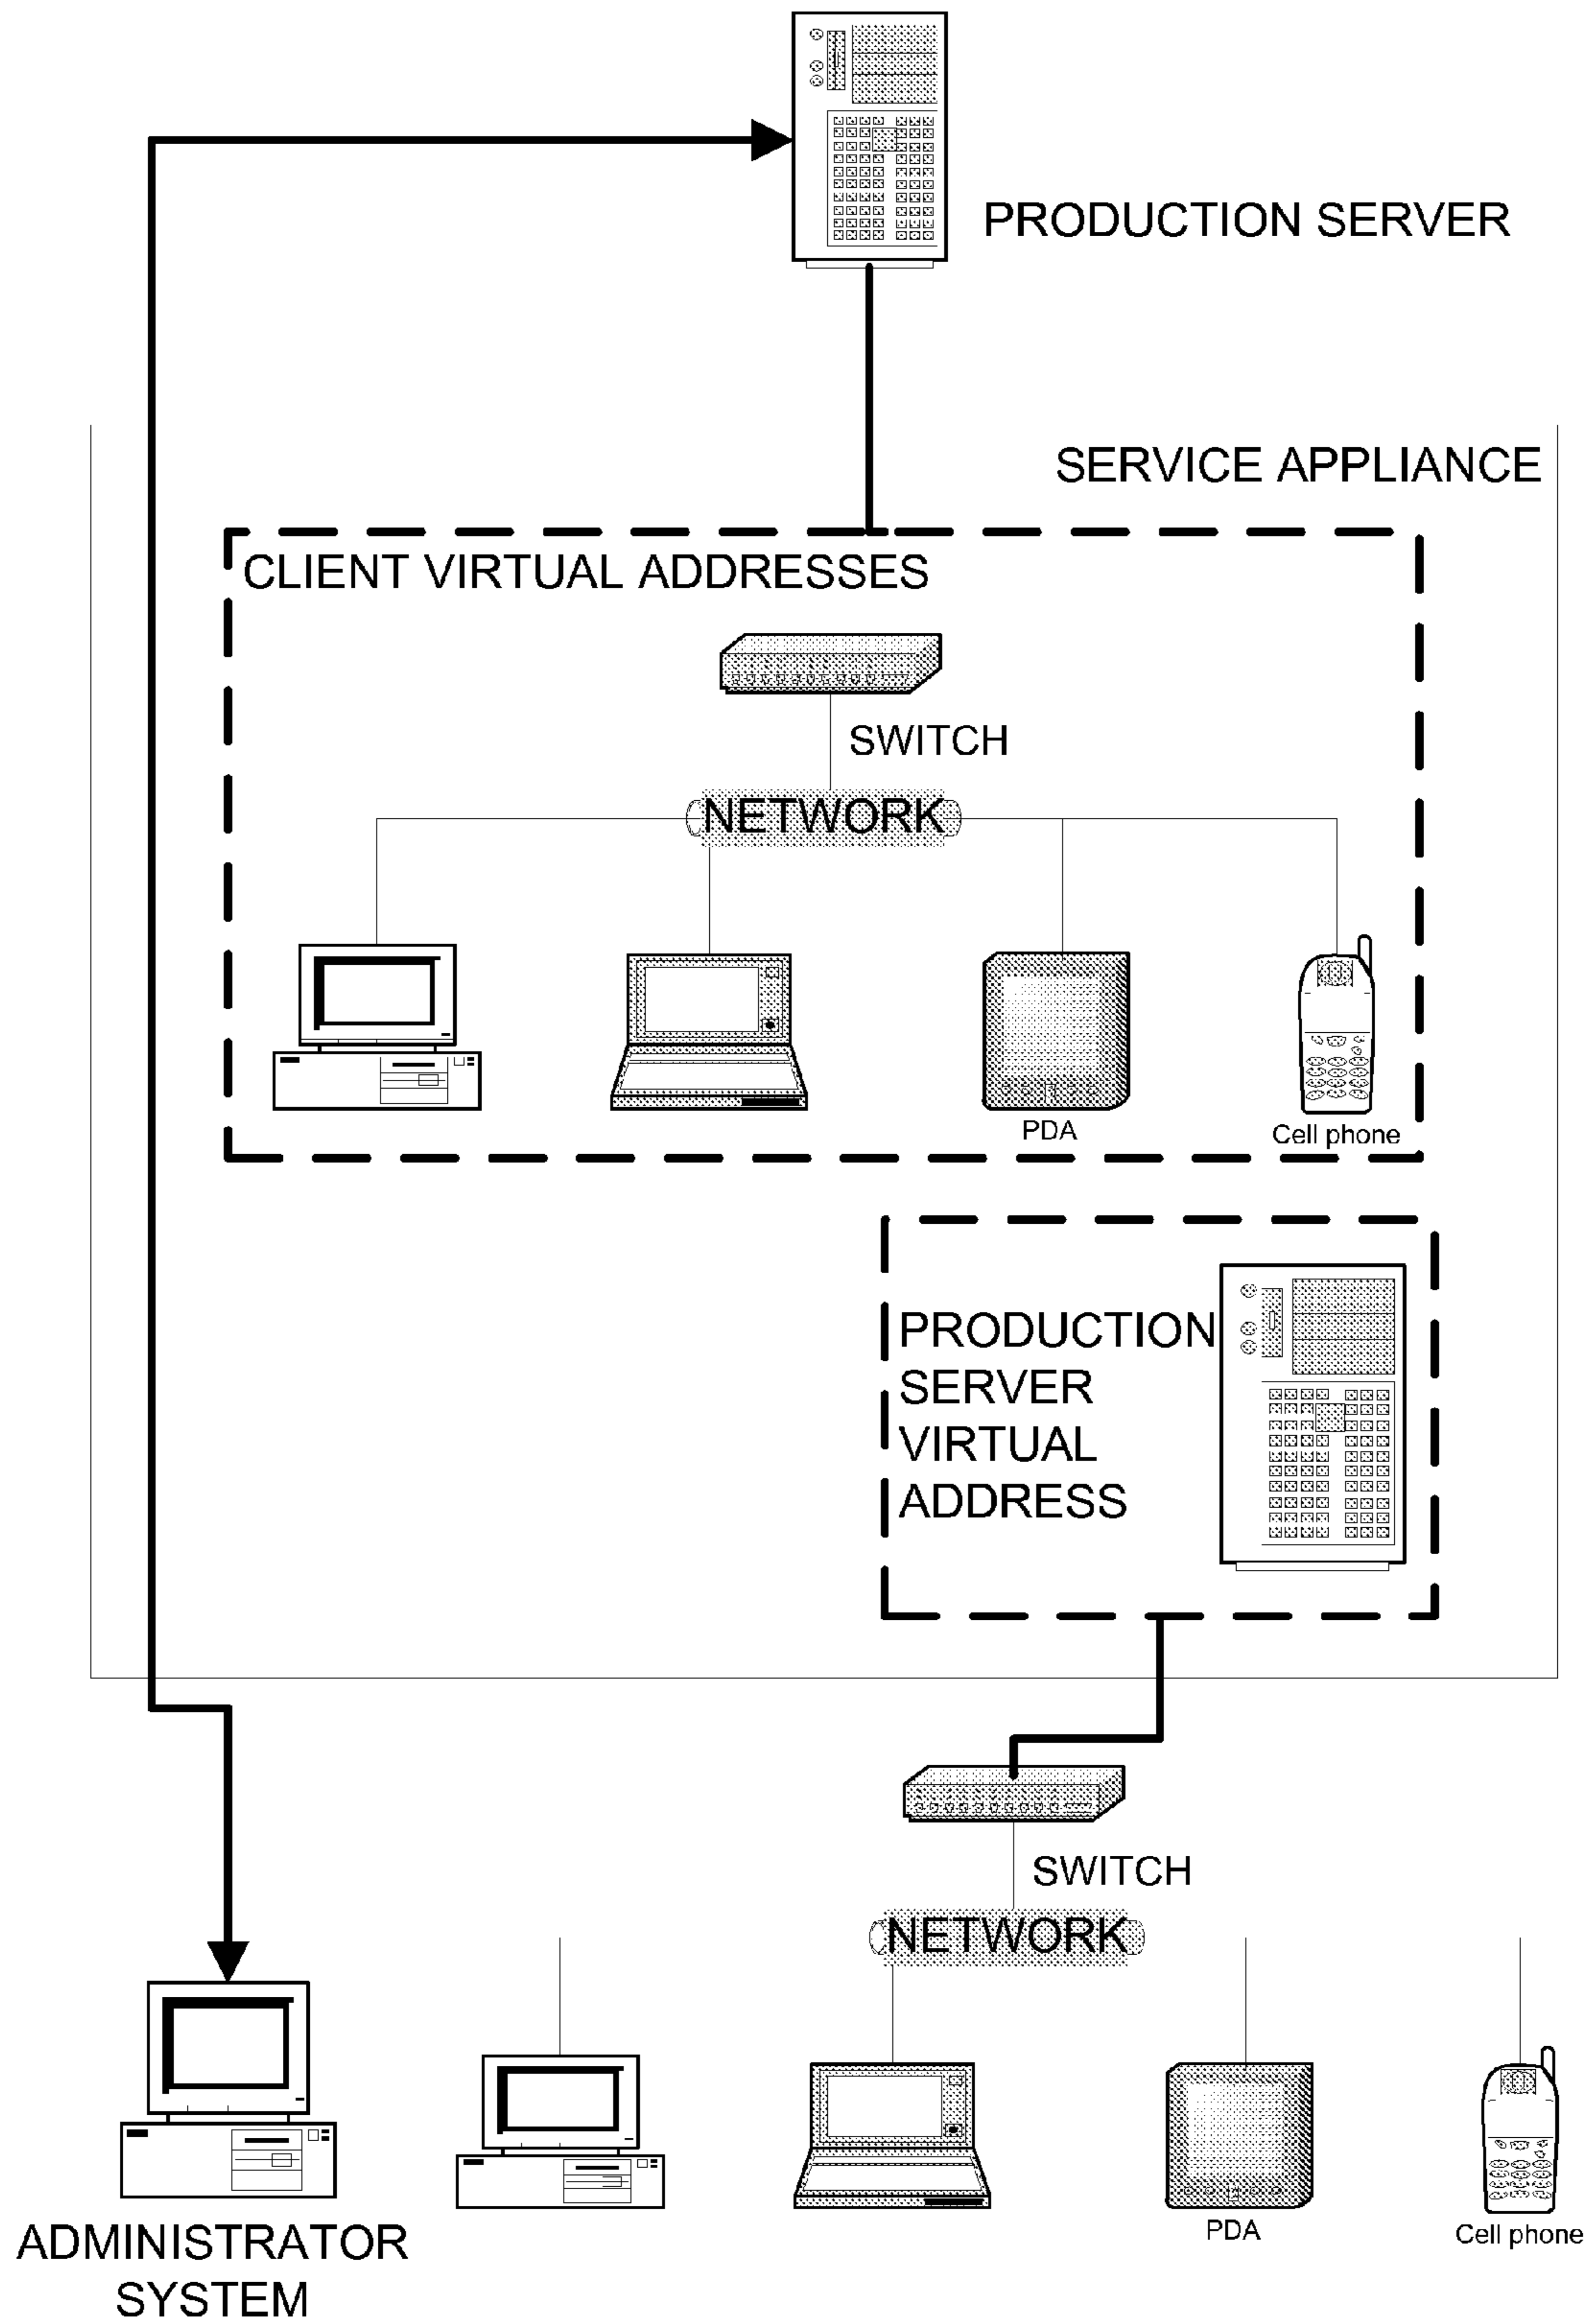 PRODUCTION SERVER
SERVICE APPLIANCE
CLIENT VIRTUAL ADDRESSES
SWITCH
NETWORK
PDA
Cell phone
PRODUCTION
SERVER
VIRTUAL
ADDRESS
SWITCH
NETWORK
PDA
Cell phone
ADMINISTRATOR
SYSTEM